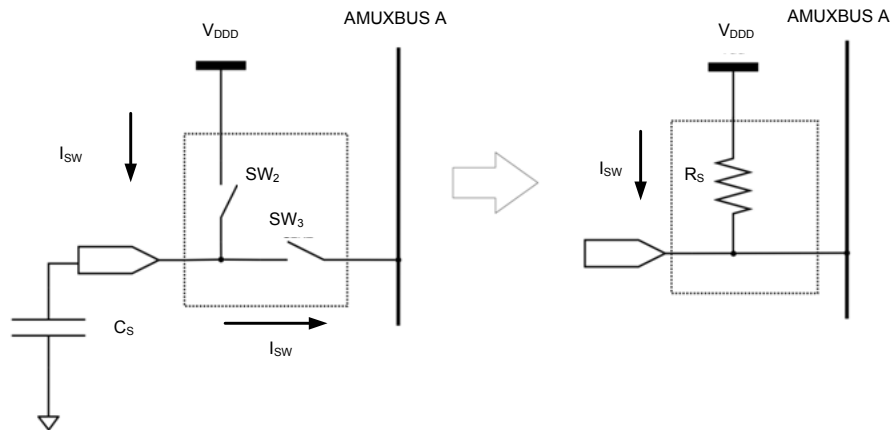 AMUXBUS A
VDDD
ISW
SW2
SW3
CS
ISW
AMUXBUS A
VDDD
ISW
RS